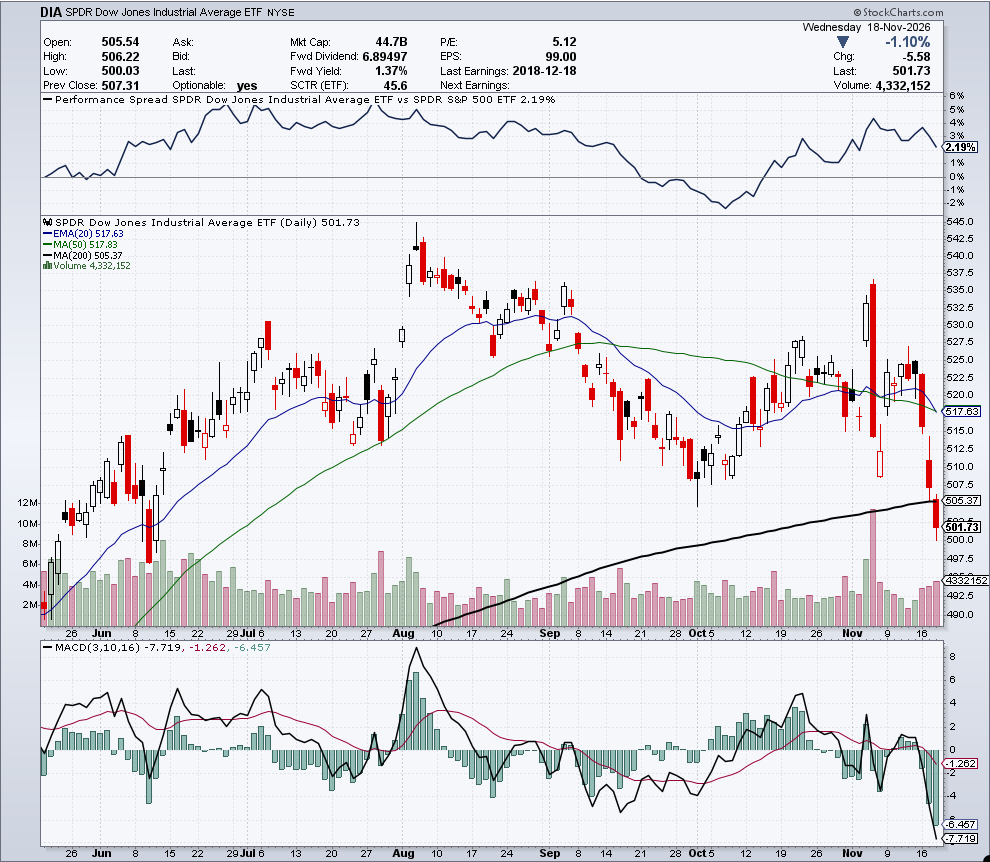 DIA SPDR Dow Jones Industrial Average ETF NYSE
© StockCharts.com
Wednesday 18-Nov-2026
Open: 505.54 Ask: Mkt Cap: 44.7B P/E: 5.12 -1.10%
High: 506.22 Bid: Fwd Dividend: 6.89497 EPS: 99.00 Chg: -5.58
Low: 500.03 Last: Fwd Yield: 1.37% Last Earnings: 2018-12-18 Last: 501.73
Prev Close: 507.31 Optionable: yes SCTR (ETF): 45.6 Next Earnings: Volume: 4,332,152
Performance Spread SPDR Dow Jones Industrial Average ETF vs SPDR S&P 500 ETF 2.19%
6%
5%
4%
3%
2.19%
1%
0%
-1%
-2%
SPDR Dow Jones Industrial Average ETF (Daily) 501.73
EMA(20) 517.63
MA(50) 517.83
MA(200) 505.37
Volume 4,332,152
545.0
542.5
540.0
537.5
535.0
532.5
530.0
527.5
525.0
522.5
520.0
517.63
515.0
512.5
510.0
507.5
505.37
501.73
500.0
497.5
4332152
492.5
490.0
12M
10M
8M
6M
4M
2M
26 Jun 8 15 22 29 Jul 6 13 20 27 Aug 10 17 24 Sep 8 14 21 28 Oct 5 12 19 26 Nov 9 16
MACD(3,10,16) -7.719, -1.262, -6.457
8
6
4
2
0
-1.262
-2
-4
-6.457
-7.719
26 Jun 8 15 22 29 Jul 6 13 20 27 Aug 10 17 24 Sep 8 14 21 28 Oct 5 12 19 26 Nov 9 16